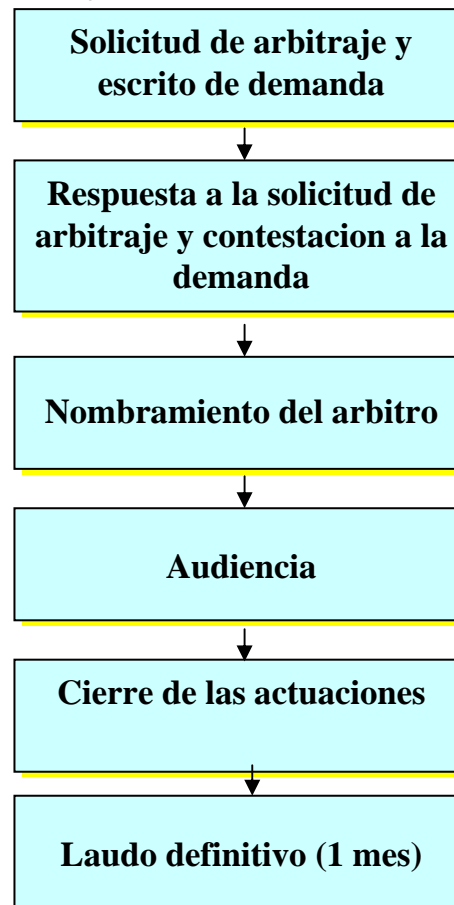 Solicitud de arbitraje y
escrito de demanda
Respuesta a la solicitud de
arbitraje y contestacion a la
demanda
Nombramiento del arbitro
Audiencia
Cierre de las actuaciones
Laudo definitivo (1 mes)